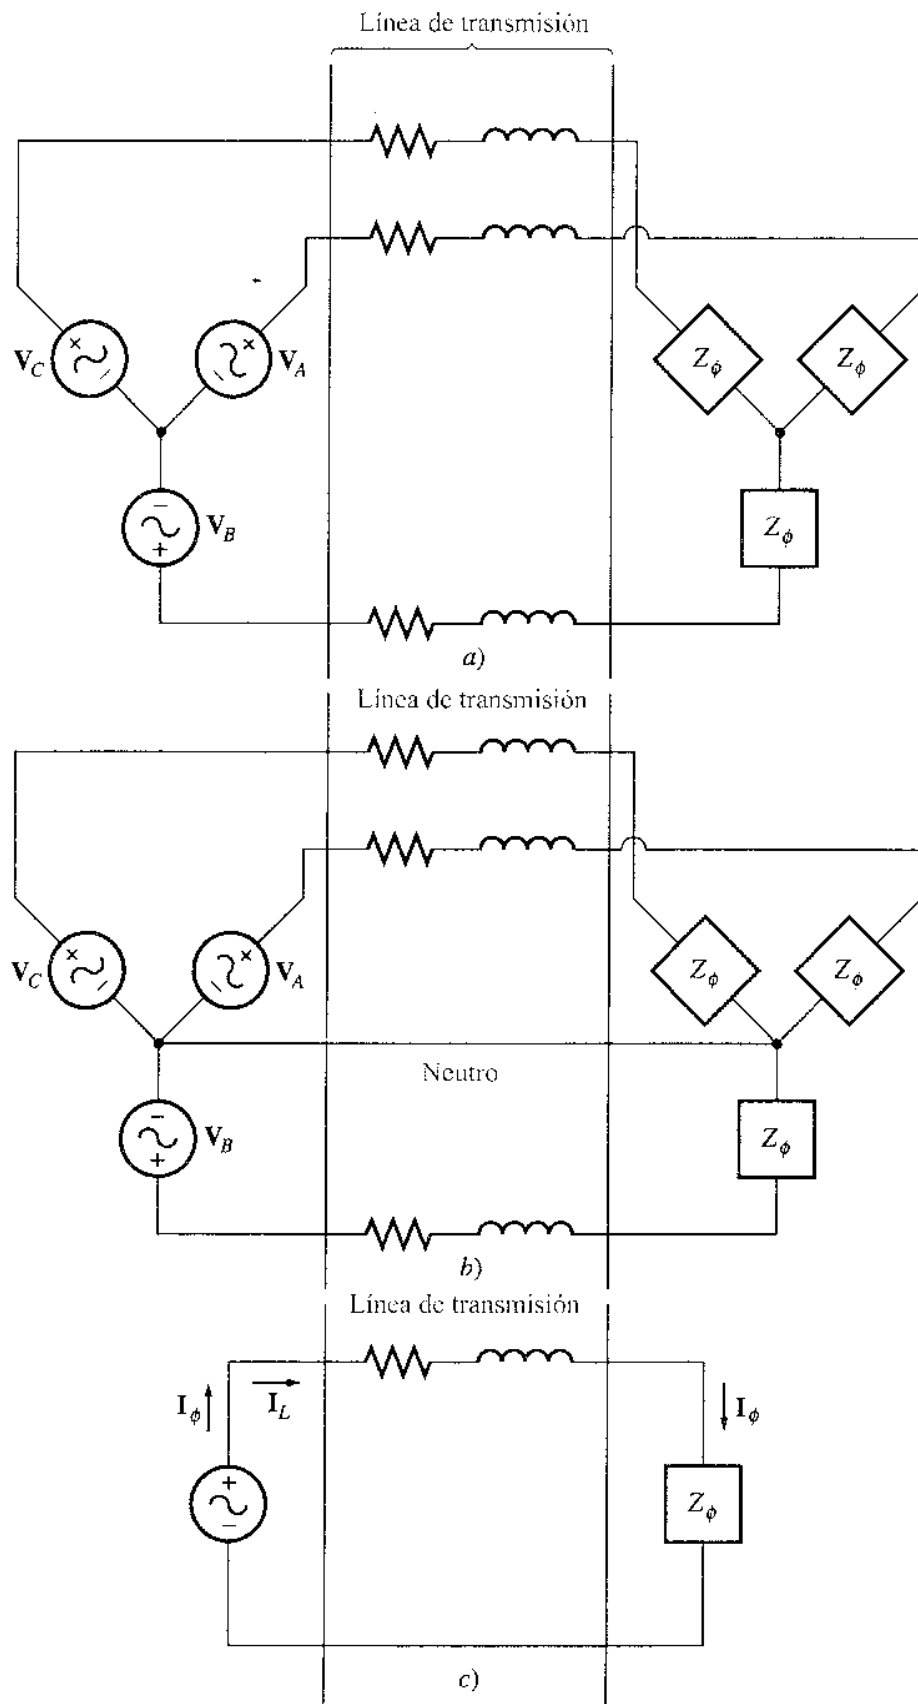 Línea de transmisión
V_C
V_A
Z_ϕ
Z_ϕ
V_B
Z_ϕ
a)
Línea de transmisión
V_C
V_A
Z_ϕ
Z_ϕ
Neutro
V_B
Z_ϕ
b)
Línea de transmisión
I_ϕ
I_L
I_ϕ
Z_ϕ
c)